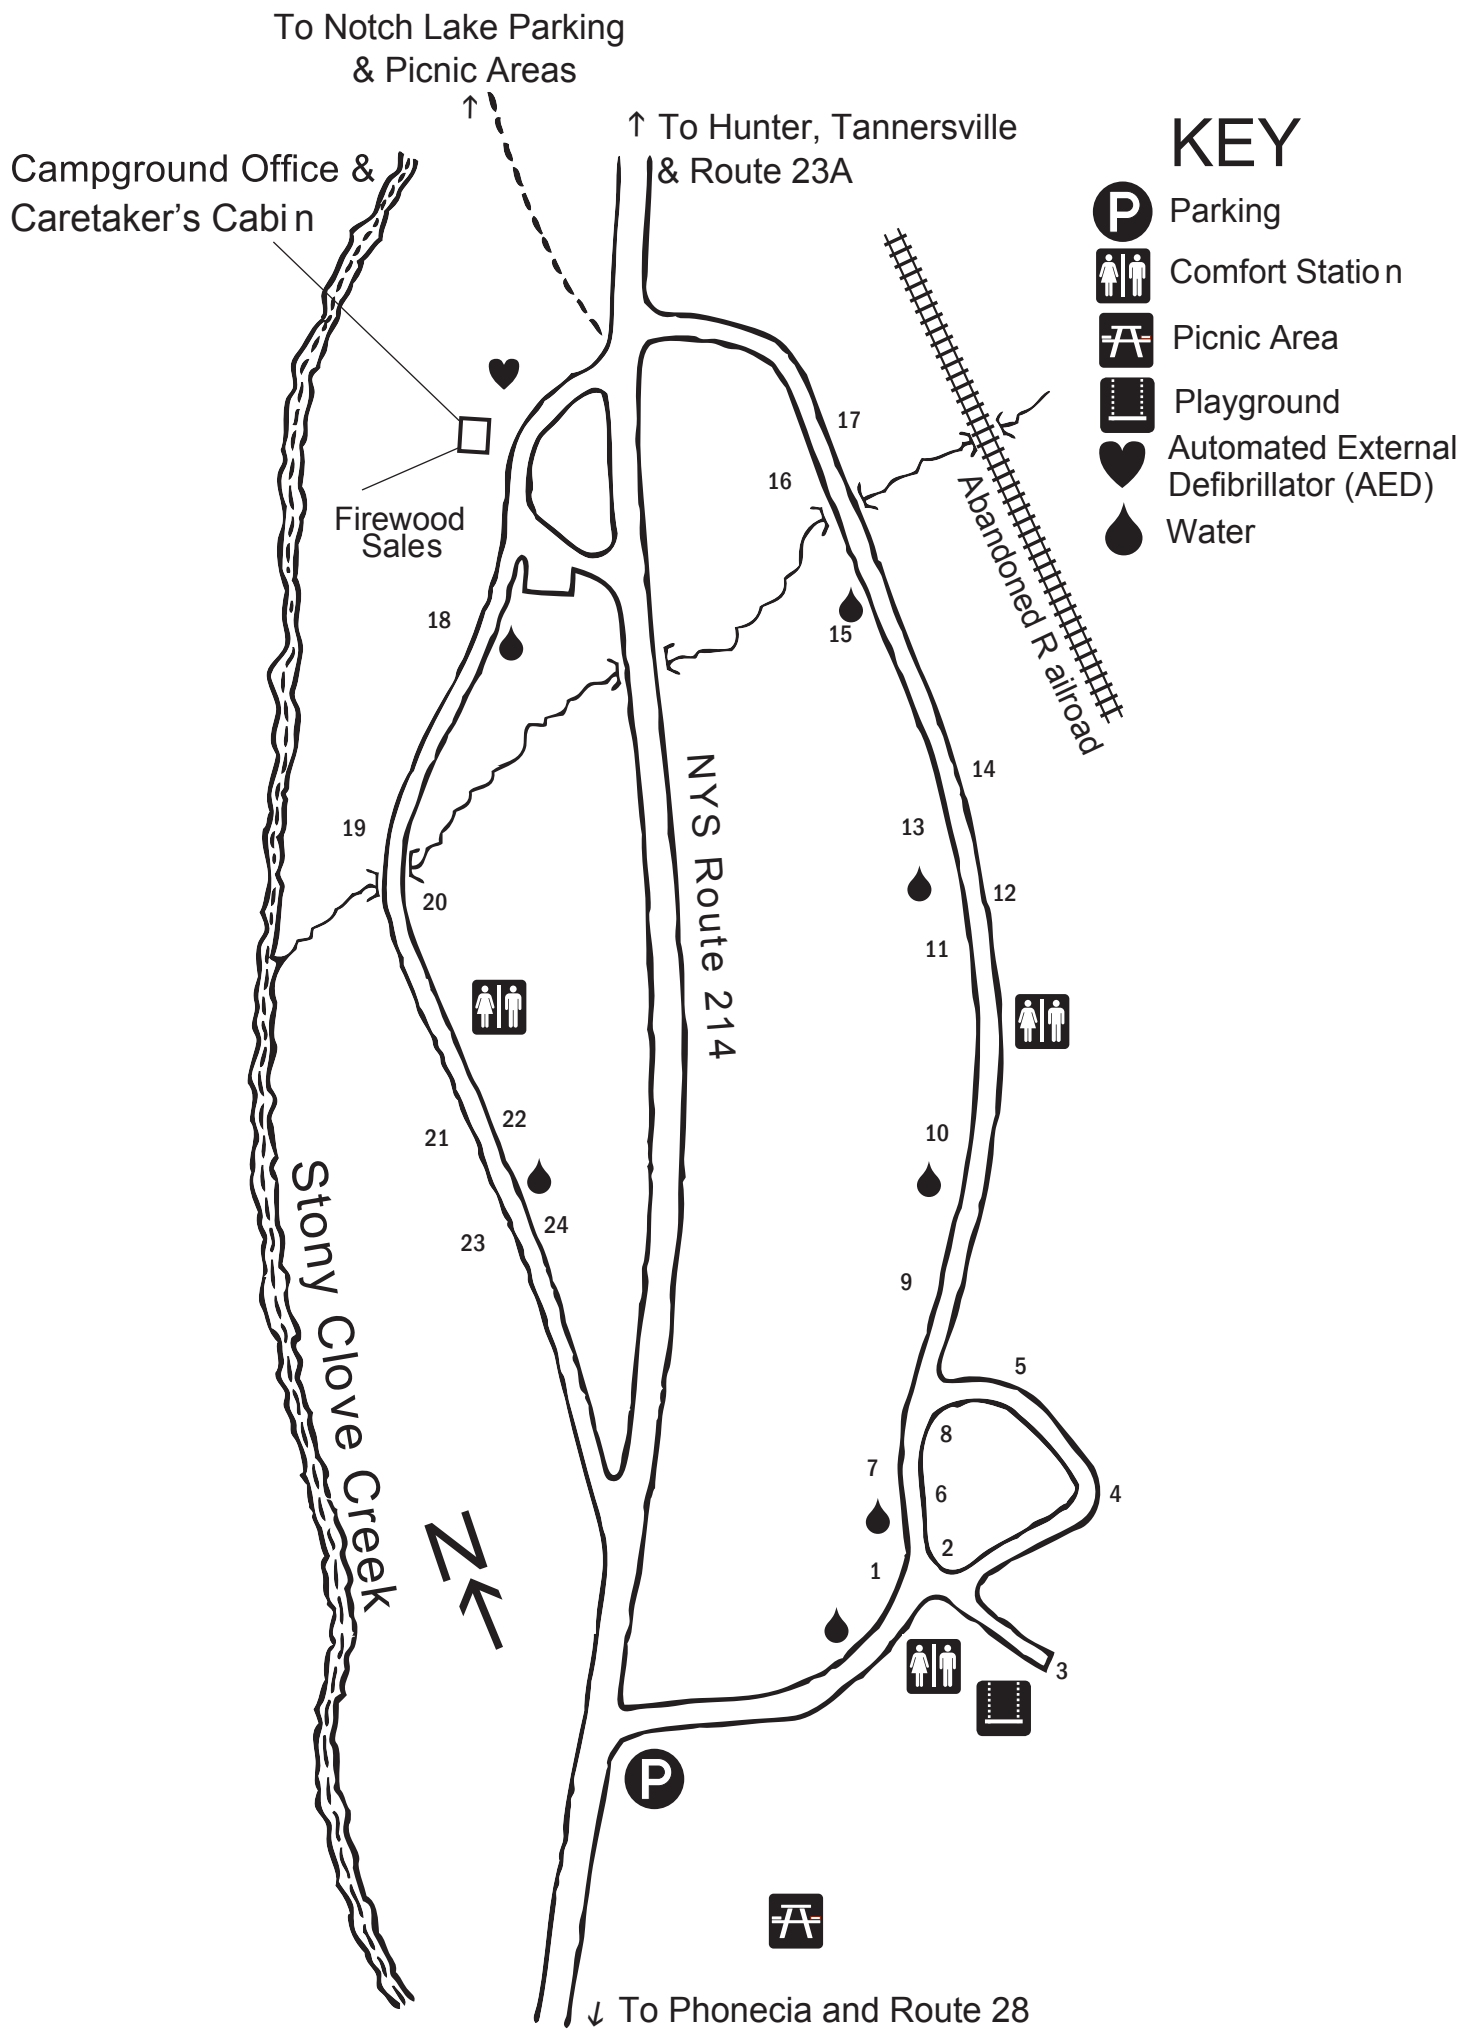 To Notch Lake Parking
& Picnic Areas
↑
↑ To Hunter, Tannersville
& Route 23A
Campground Office &
Caretaker's Cabin
KEY
P Parking
Comfort Station
Picnic Area
Playground
Automated External
Defibrillator (AED)
Water
Firewood
Sales
Abandoned Railroad
17
16
18
15
NYS Route 214
14
19
13
20
12
11
22
21
10
24
23
9
Stony Clove Creek
5
8
7
6
4
N
2
1
3
P
↓ To Phonecia and Route 28